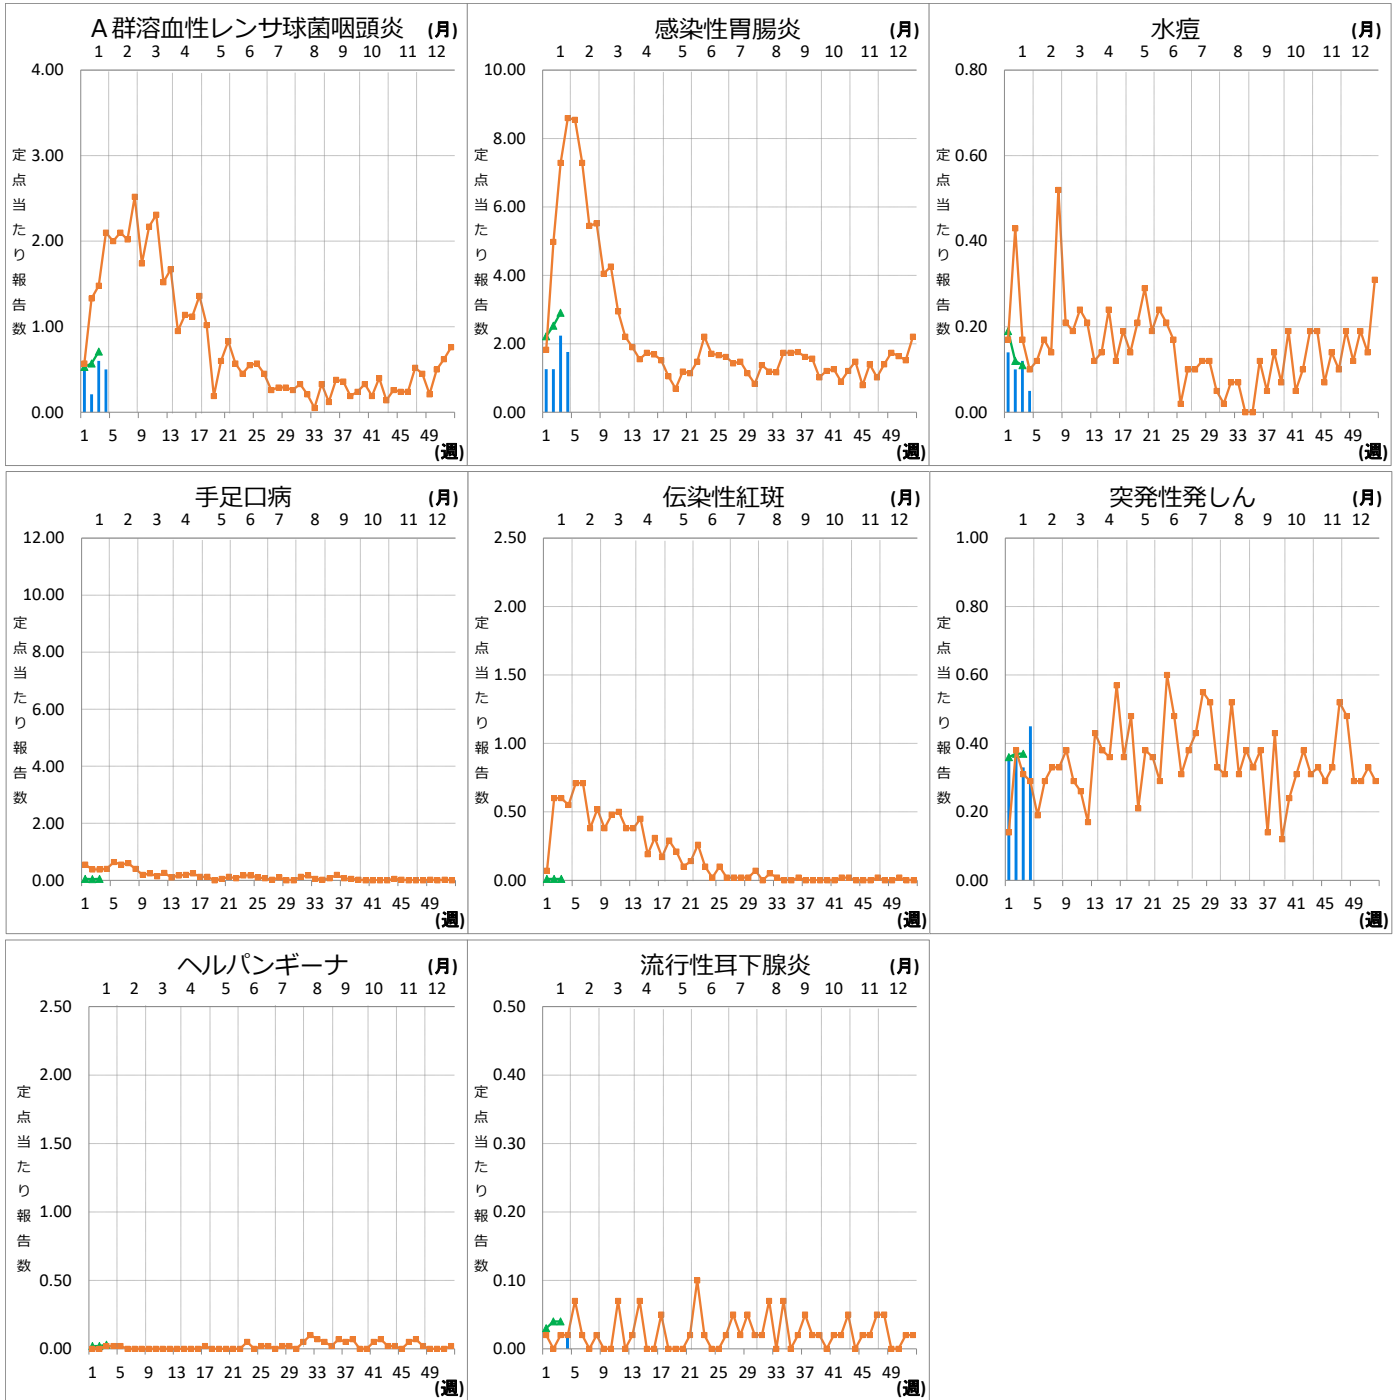 A群溶血性レンサ球菌咽頭炎 (月)
1 2 3 4 5 6 7 8 9 10 11 12
4.00
3.00
2.00
1.00
0.00
定点当たり報告数
1 5 9 13 17 21 25 29 33 37 41 45 49
(週)
感染性胃腸炎 (月)
1 2 3 4 5 6 7 8 9 10 11 12
10.00
8.00
6.00
4.00
2.00
0.00
定点当たり報告数
1 5 9 13 17 21 25 29 33 37 41 45 49
(週)
水痘 (月)
1 2 3 4 5 6 7 8 9 10 11 12
0.80
0.60
0.40
0.20
0.00
定点当たり報告数
1 5 9 13 17 21 25 29 33 37 41 45 49
(週)
手足口病 (月)
1 2 3 4 5 6 7 8 9 10 11 12
12.00
10.00
8.00
6.00
4.00
2.00
0.00
定点当たり報告数
1 5 9 13 17 21 25 29 33 37 41 45 49
(週)
伝染性紅斑 (月)
1 2 3 4 5 6 7 8 9 10 11 12
2.50
2.00
1.50
1.00
0.50
0.00
定点当たり報告数
1 5 9 13 17 21 25 29 33 37 41 45 49
(週)
突発性発しん (月)
1 2 3 4 5 6 7 8 9 10 11 12
1.00
0.80
0.60
0.40
0.20
0.00
定点当たり報告数
1 5 9 13 17 21 25 29 33 37 41 45 49
(週)
ヘルパンギーナ (月)
1 2 3 4 5 6 7 8 9 10 11 12
2.50
2.00
1.50
1.00
0.50
0.00
定点当たり報告数
1 5 9 13 17 21 25 29 33 37 41 45 49
(週)
流行性耳下腺炎 (月)
1 2 3 4 5 6 7 8 9 10 11 12
0.50
0.40
0.30
0.20
0.10
0.00
定点当たり報告数
1 5 9 13 17 21 25 29 33 37 41 45 49
(週)